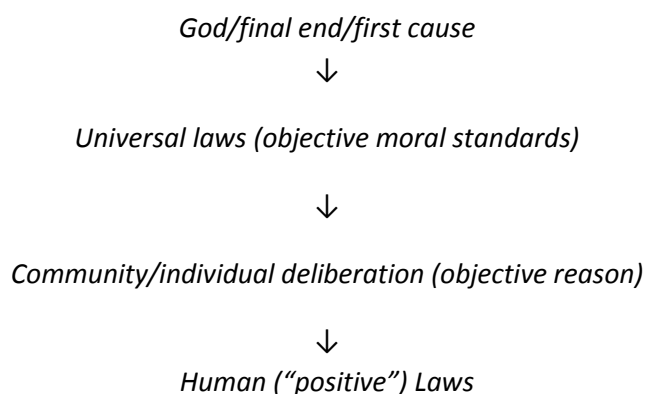 God/final end/first cause
↓
Universal laws (objective moral standards)
↓
Community/individual deliberation (objective reason)
↓
Human (“positive”) Laws